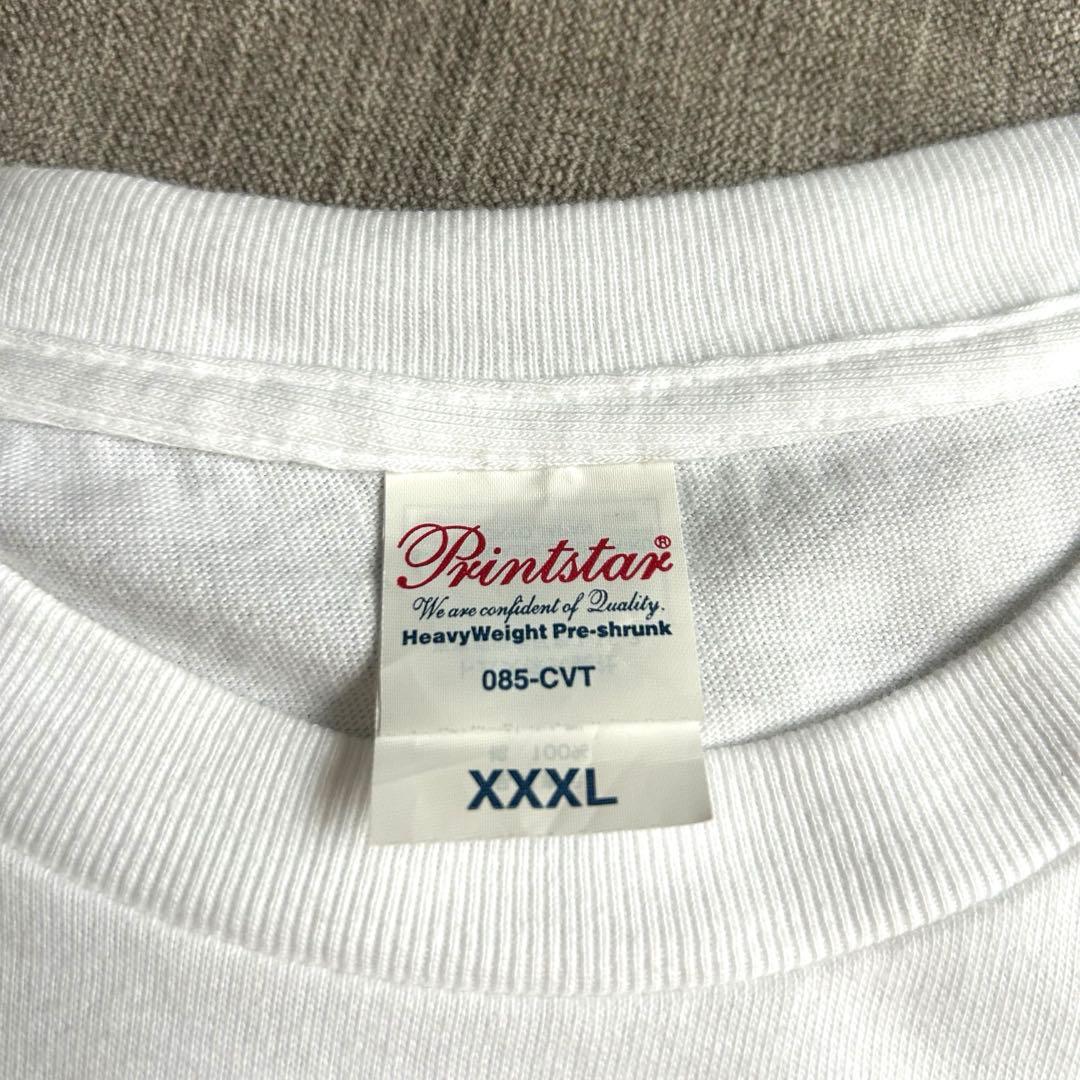 Printstar®
We are confident of Quality.
HeavyWeight Pre-shrunk
085-CVT
XXXL